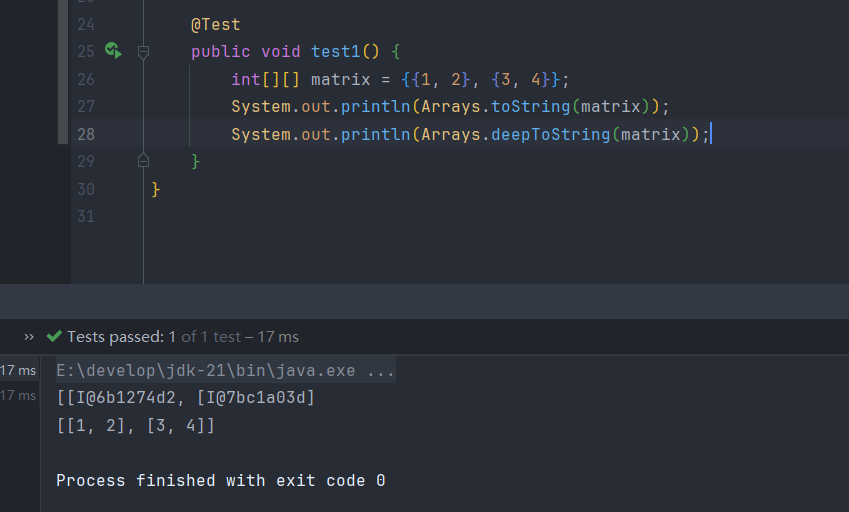 24 @Test
25 public void test1() {
26 int[][] matrix = {{1, 2}, {3, 4}};
27 System.out.println(Arrays.toString(matrix));
28 System.out.println(Arrays.deepToString(matrix));
29 }
30 }
31
» Tests passed: 1 of 1 test – 17 ms
17 ms E:\develop\jdk-21\bin\java.exe ...
17 ms [[I@6b1274d2, [I@7bc1a03d]
[[1, 2], [3, 4]]
Process finished with exit code 0